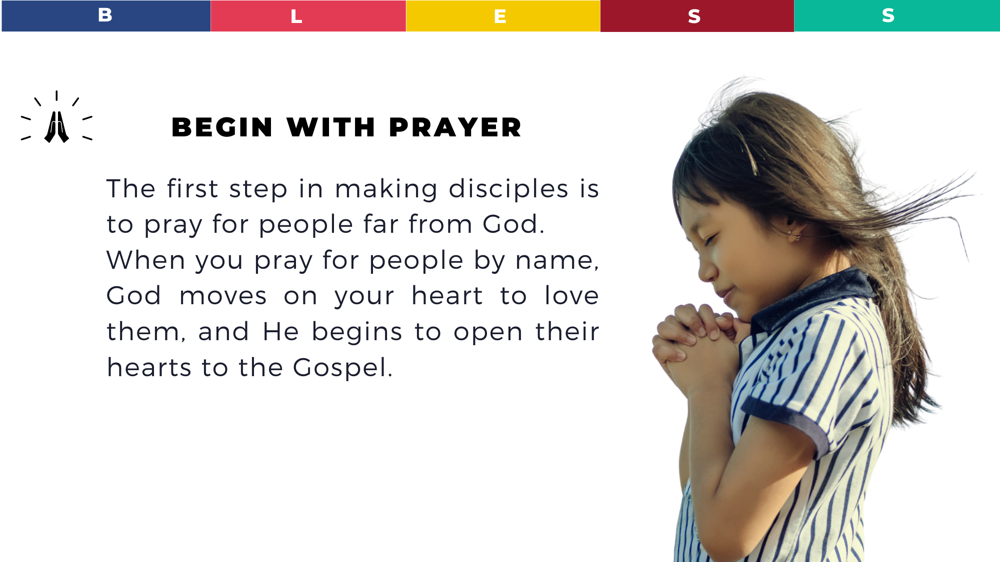 B L E S S
BEGIN WITH PRAYER
The first step in making disciples is
to pray for people far from God.
When you pray for people by name,
God moves on your heart to love
them, and He begins to open their
hearts to the Gospel.